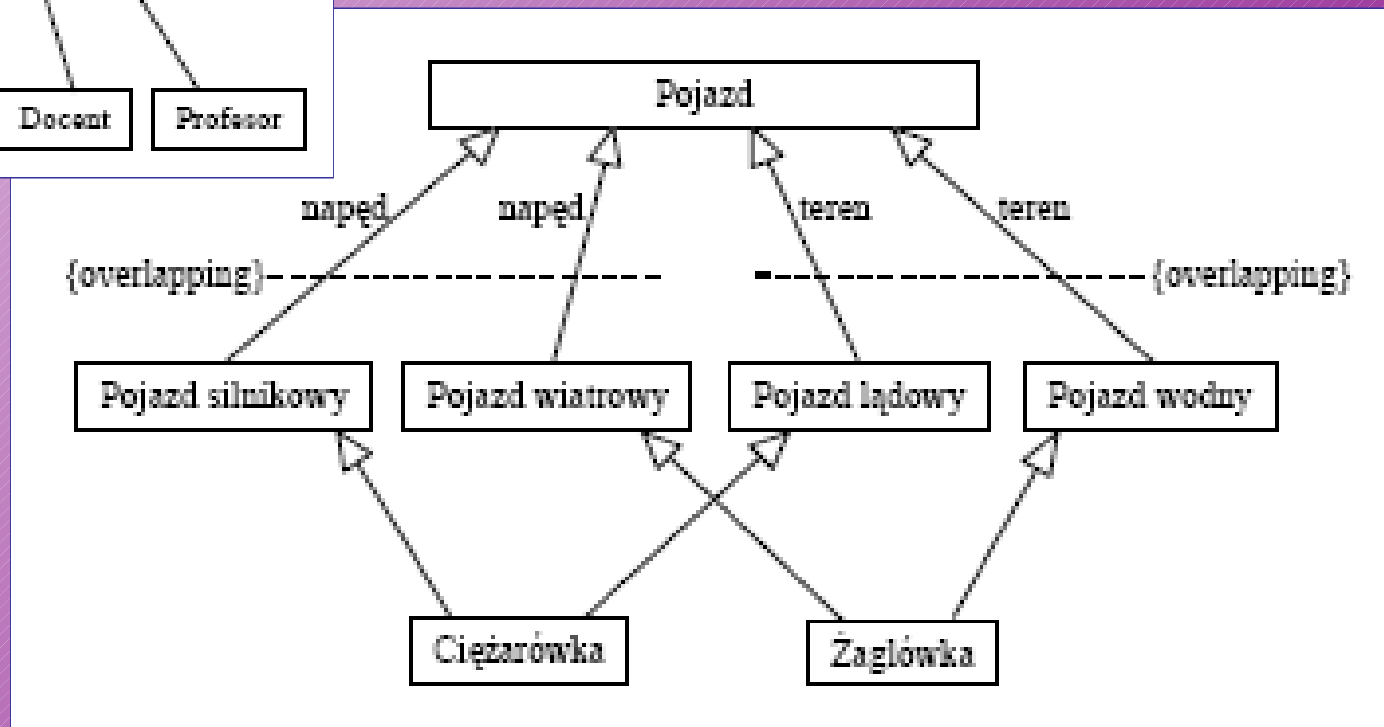 Docent
Profesor
Pojazd
napęd
napęd
teren
teren
{overlapping}
{overlapping}
Pojazd silnikowy
Pojazd wiatrowy
Pojazd lądowy
Pojazd wodny
Ciężarówka
Żaglówka